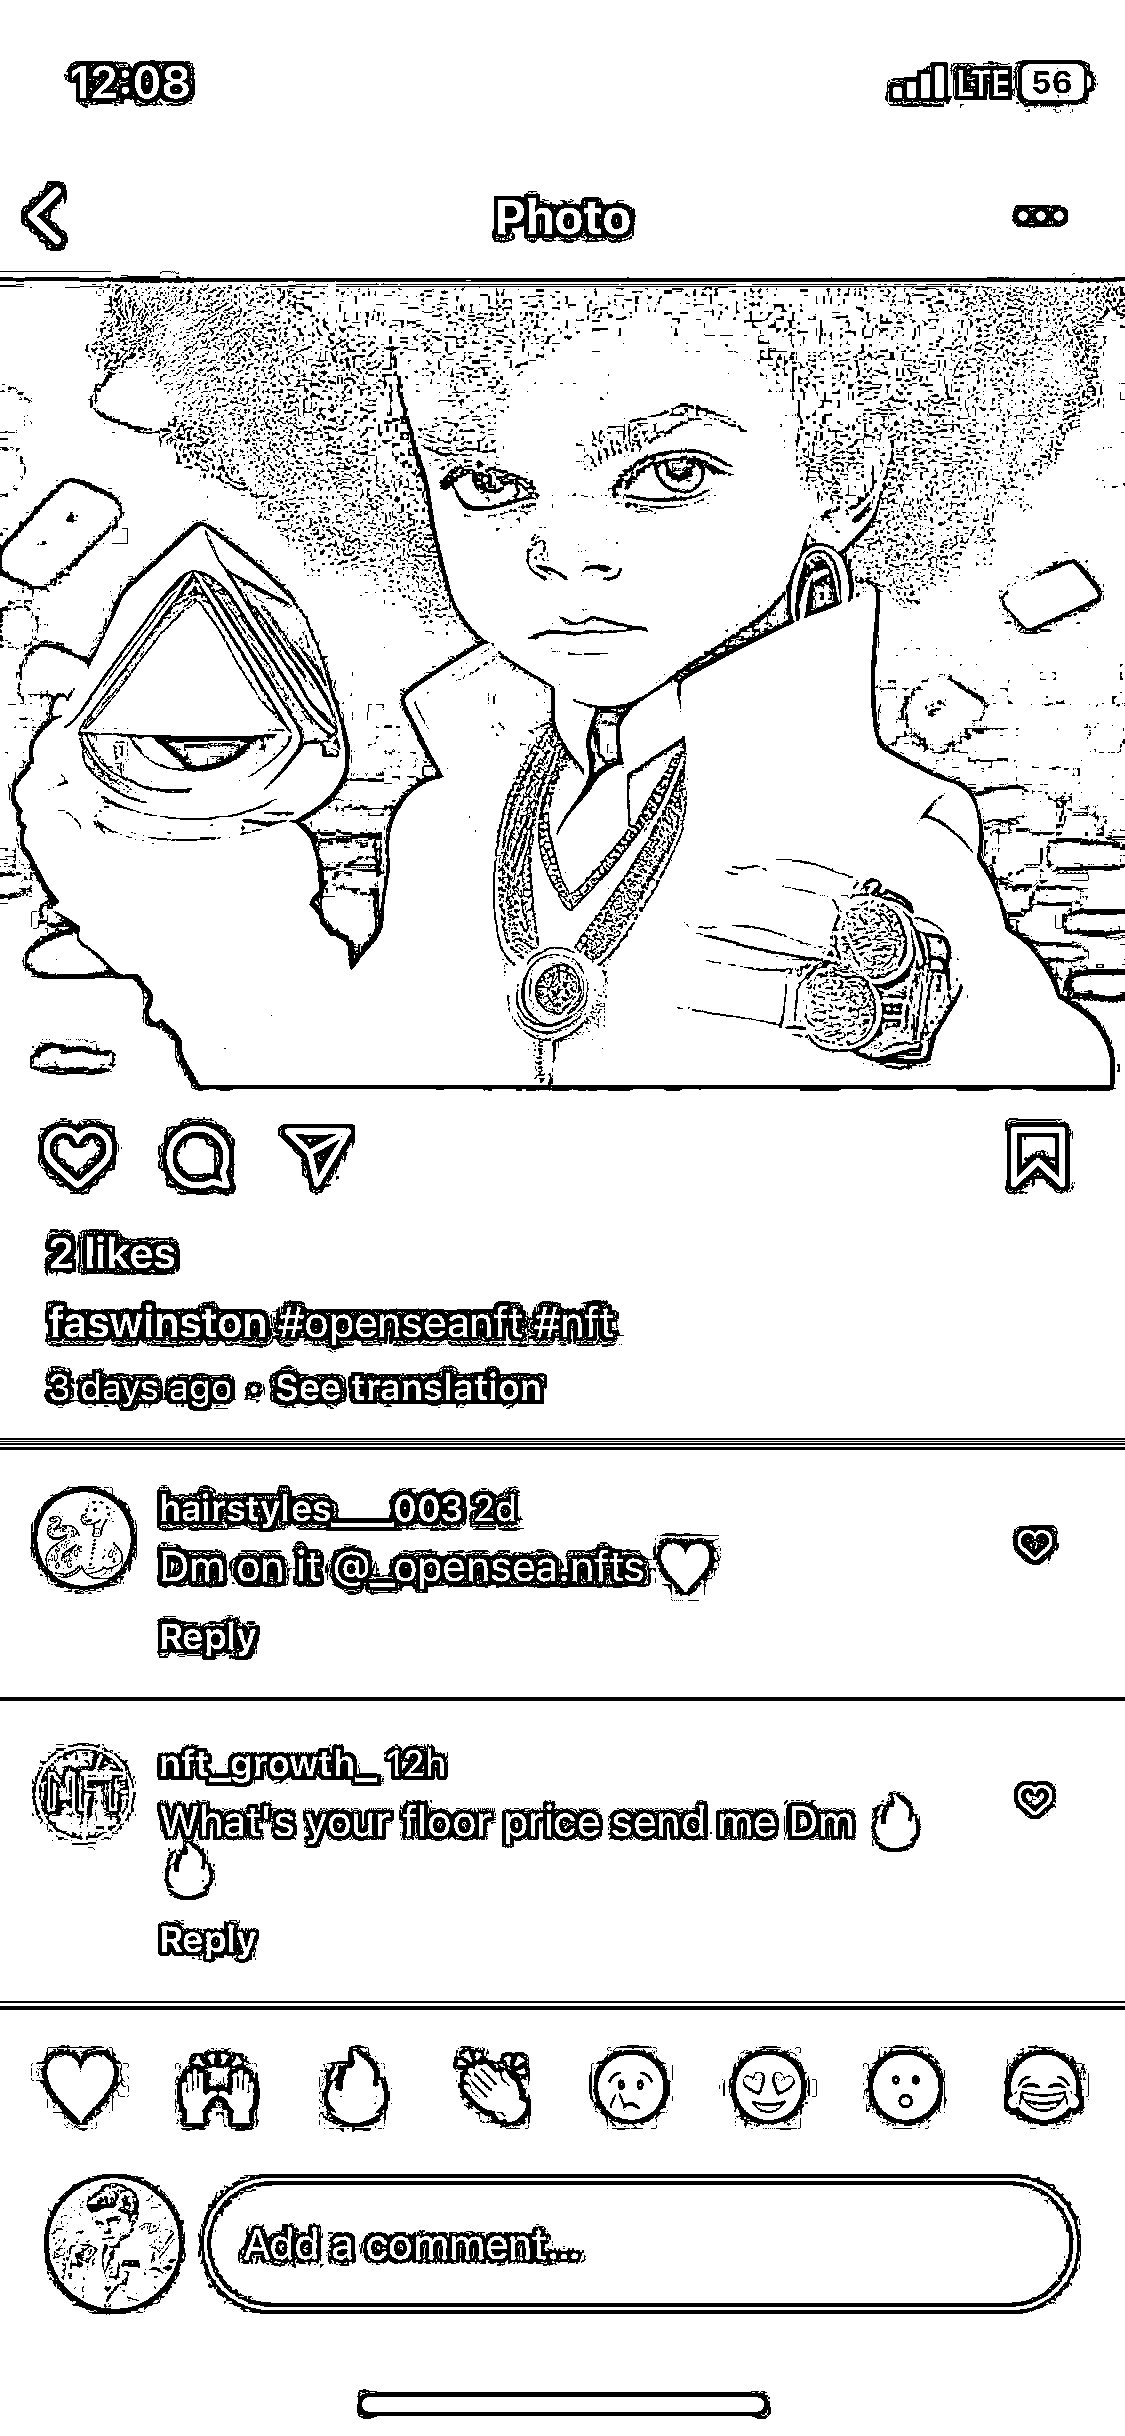 12:08 LTE 56
Photo
2 likes
faswinston #openseanft #nft
3 days ago • See translation
hairstyles___003 2d
Dm on it @_opensea.nfts
Reply
NFT
nft_growth_ 12h
What's your floor price send me Dm
Reply
Add a comment...